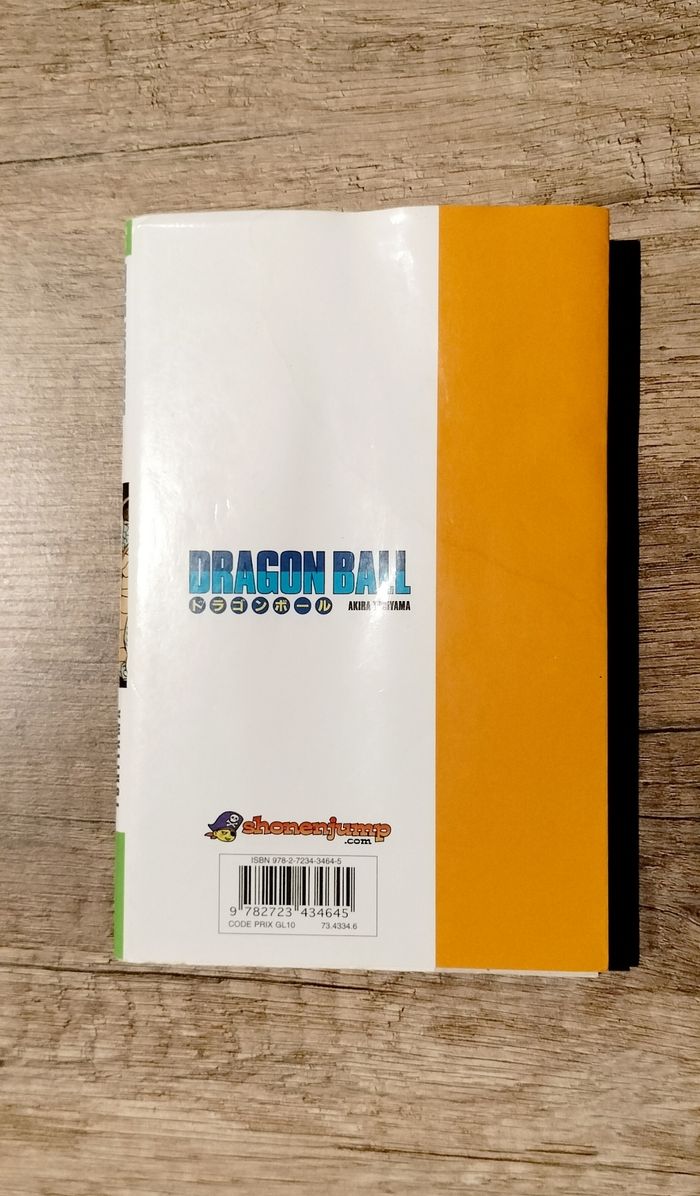 DRAGON BALL
ドラゴンボール AKIRA TORIYAMA
shonenjump
.com
ISBN 978-2-7234-3464-5
9 782723 434645
CODE PRIX GL10 73.4334.6